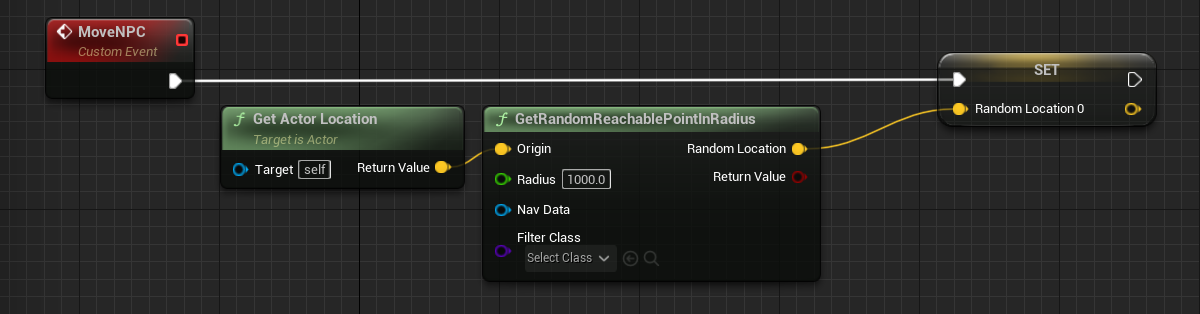 MoveNPC
Custom Event
SET
Random Location 0
f Get Actor Location
Target is Actor
Target self Return Value
f GetRandomReachablePointInRadius
Origin Random Location
Radius 1000.0 Return Value
Nav Data
Filter Class
Select Class